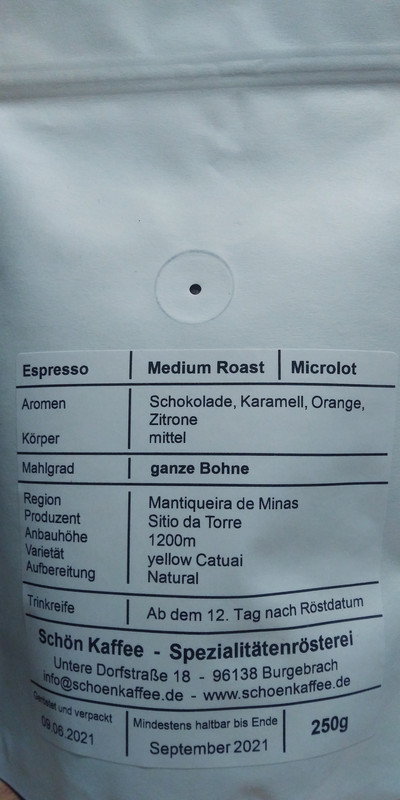 Espresso Medium Roast Microlot
Aromen Schokolade, Karamell, Orange,
Zitrone
Körper mittel
Mahlgrad ganze Bohne
Region Mantiqueira de Minas
Produzent Sitio da Torre
Anbauhöhe 1200m
Varietät yellow Catuai
Aufbereitung Natural
Trinkreife Ab dem 12. Tag nach Röstdatum
Schön Kaffee - Spezialitätenrösterei
Untere Dorfstraße 18 - 96138 Burgebrach
info@schoenkaffee.de - www.schoenkaffee.de
Geröstet und verpackt Mindestens haltbar bis Ende 250g
09.06.2021 September 2021